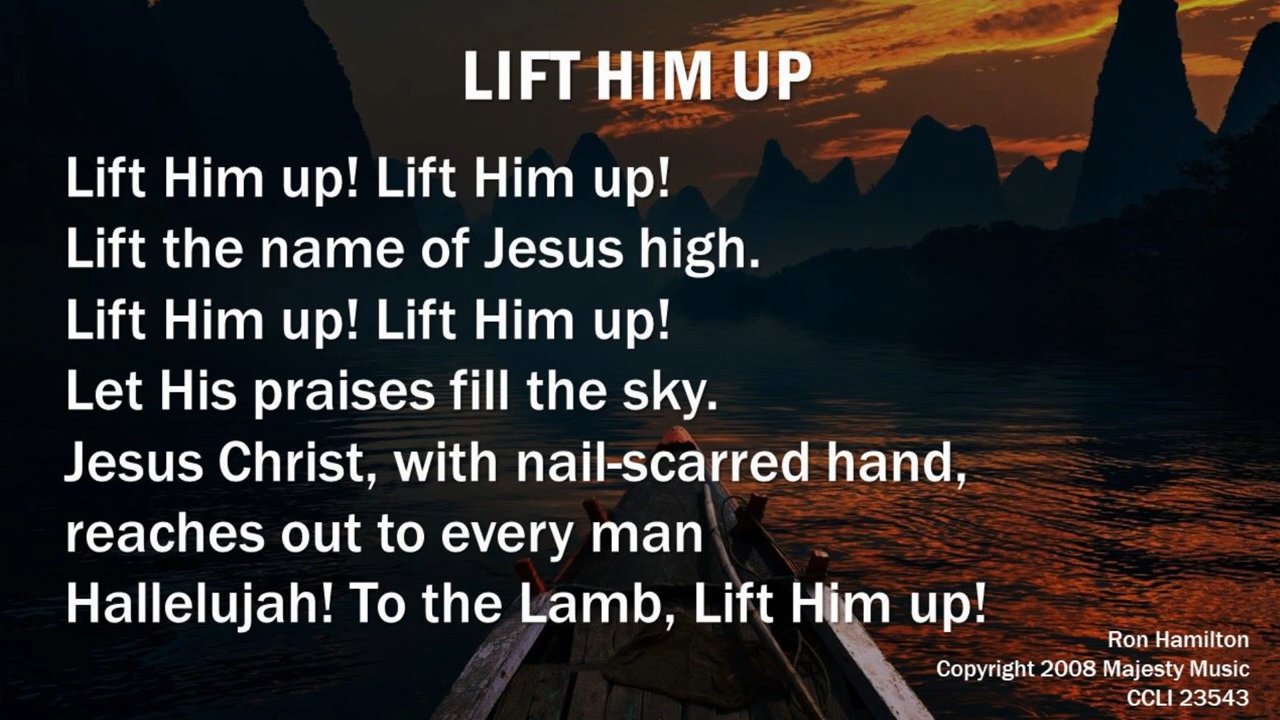 LIFT HIM UP
Lift Him up! Lift Him up!
Lift the name of Jesus high.
Lift Him up! Lift Him up!
Let His praises fill the sky.
Jesus Christ, with nail-scarred hand,
reaches out to every man
Hallelujah! To the Lamb, Lift Him up!
Ron Hamilton
Copyright 2008 Majesty Music
CCLI 23543